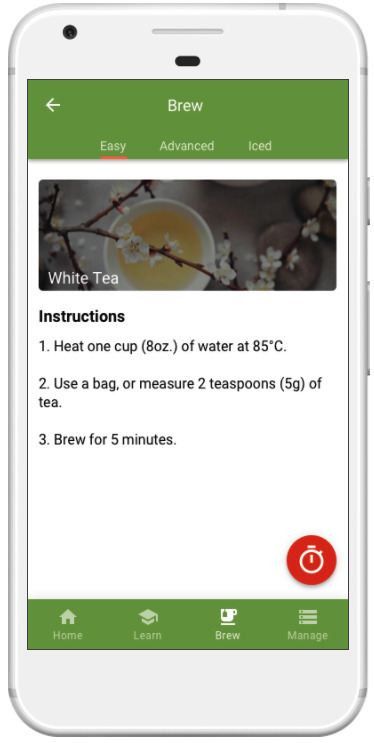 Brew
Easy Advanced Iced
White Tea
Instructions
1. Heat one cup (8oz.) of water at 85°C.
2. Use a bag, or measure 2 teaspoons (5g) of
tea.
3. Brew for 5 minutes.
Home Learn Brew Manage